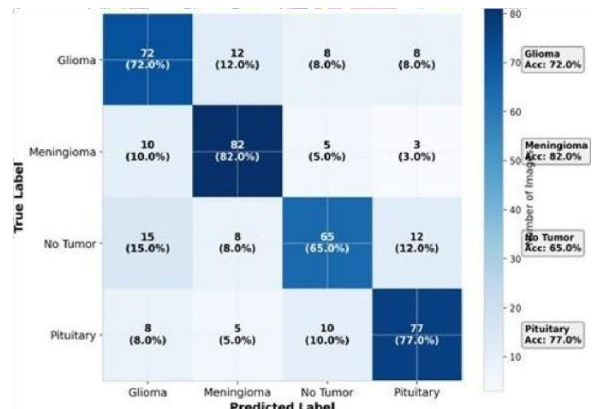 Glioma
72
(72.0%)
12
(12.0%)
8
(8.0%)
8
(8.0%)
Meningioma
10
(10.0%)
82
(82.0%)
5
(5.0%)
3
(3.0%)
No Tumor
15
(15.0%)
8
(8.0%)
65
(65.0%)
12
(12.0%)
Pituitary
8
(8.0%)
5
(5.0%)
10
(10.0%)
77
(77.0%)
Glioma
Meningioma
No Tumor
Pituitary
Predicted Label
True Label
80
70
60
50
40
30
20
10
Number of Images
Glioma
Acc: 72.0%
Meningioma
Acc: 82.0%
No Tumor
Acc: 65.0%
Pituitary
Acc: 77.0%